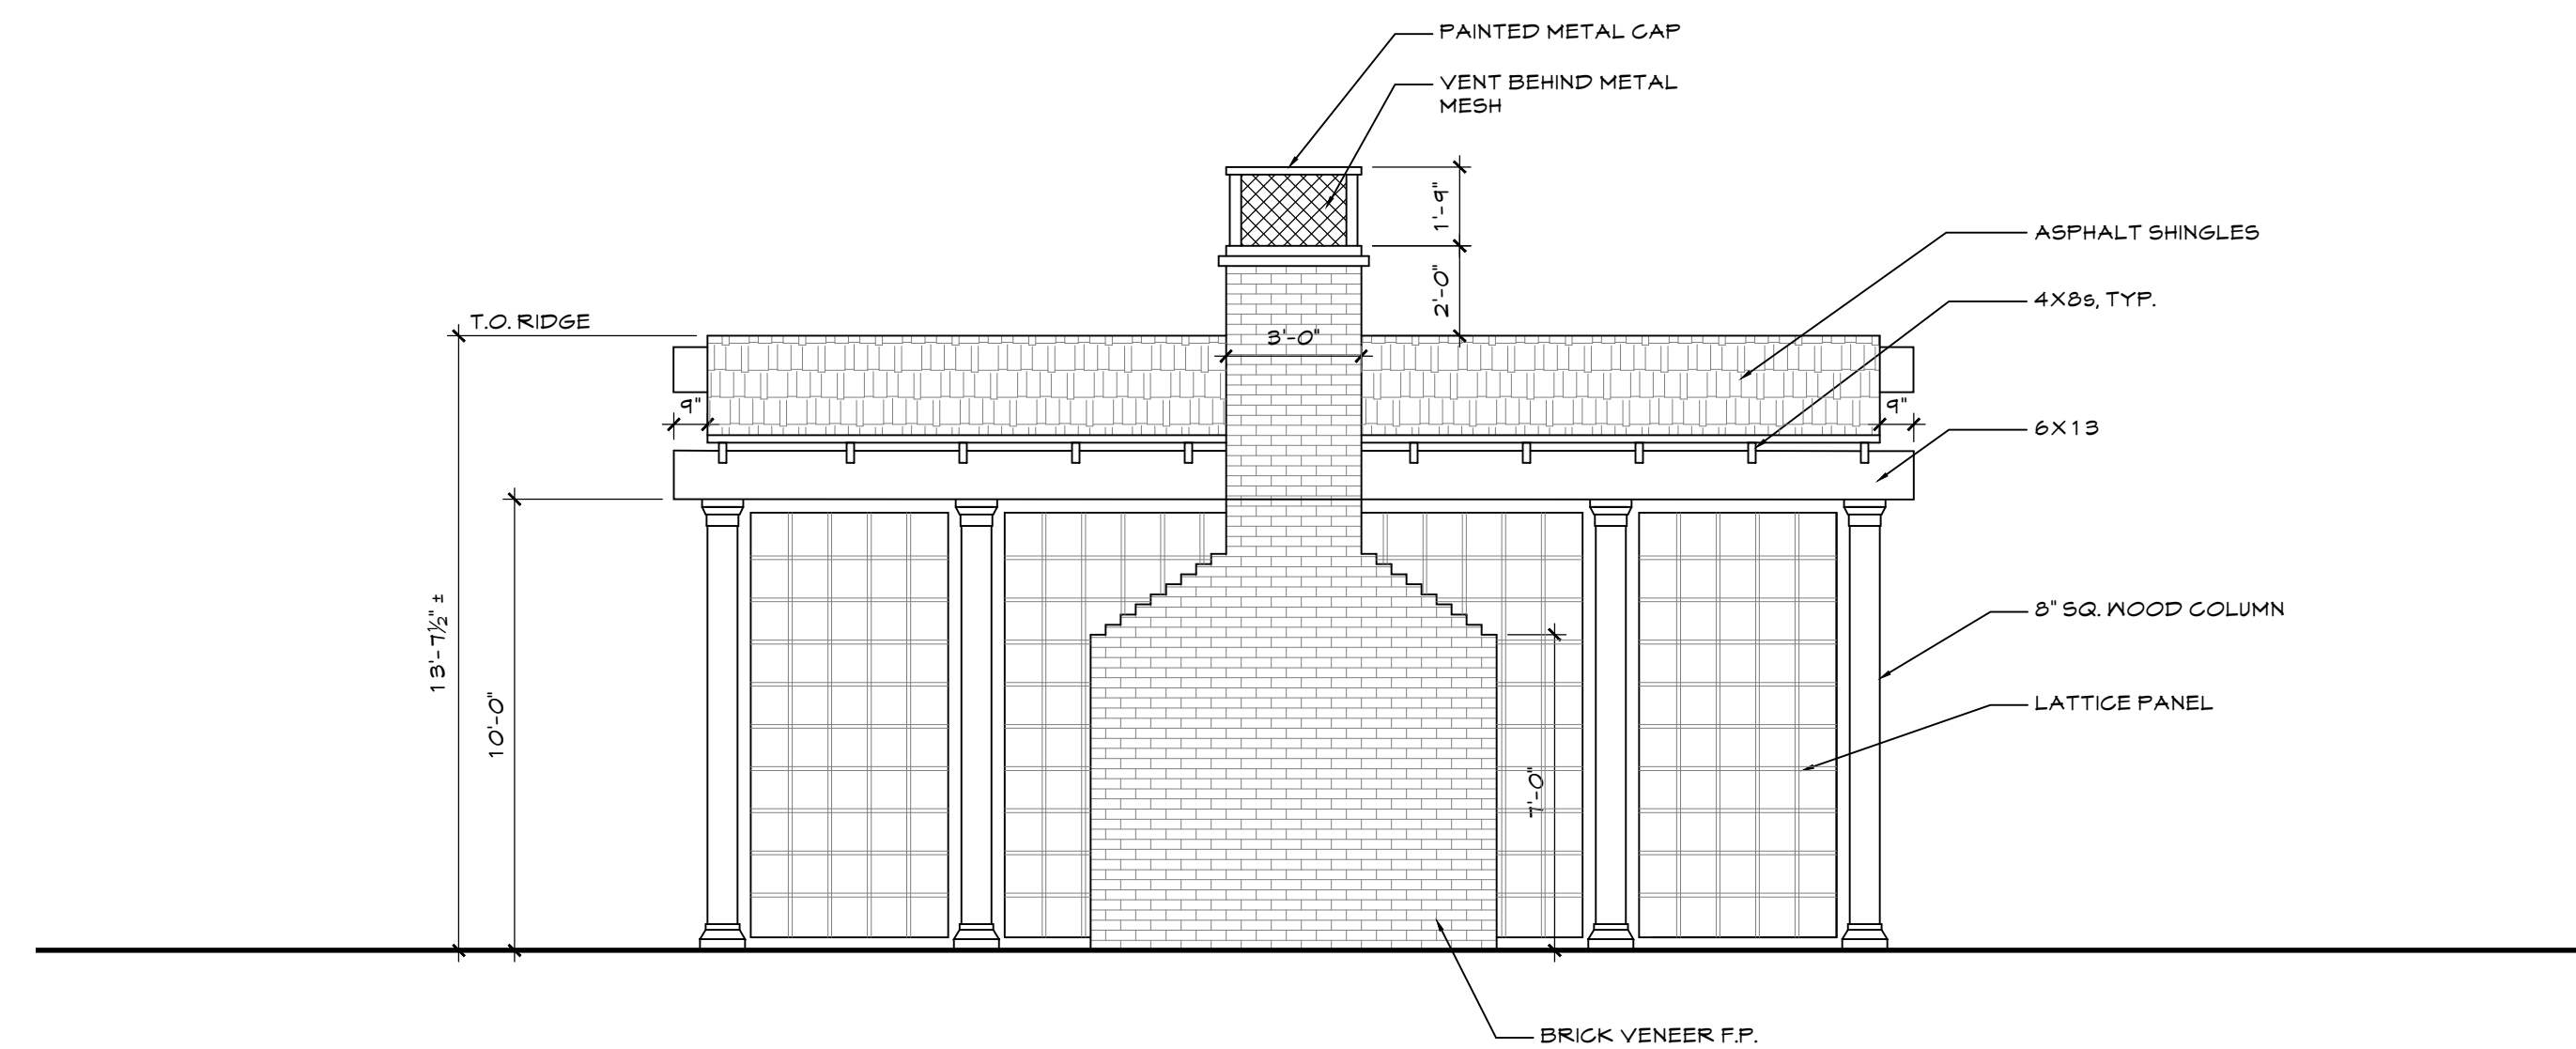 PAINTED METAL CAP
VENT BEHIND METAL
MESH
1'-9"
ASPHALT SHINGLES
2'-0"
4X8s, TYP.
T.O. RIDGE
3'-0"
9"
9"
6X13
13'-7½" ±
10'-0"
8" SQ. WOOD COLUMN
LATTICE PANEL
7'-0"
BRICK VENEER F.P.